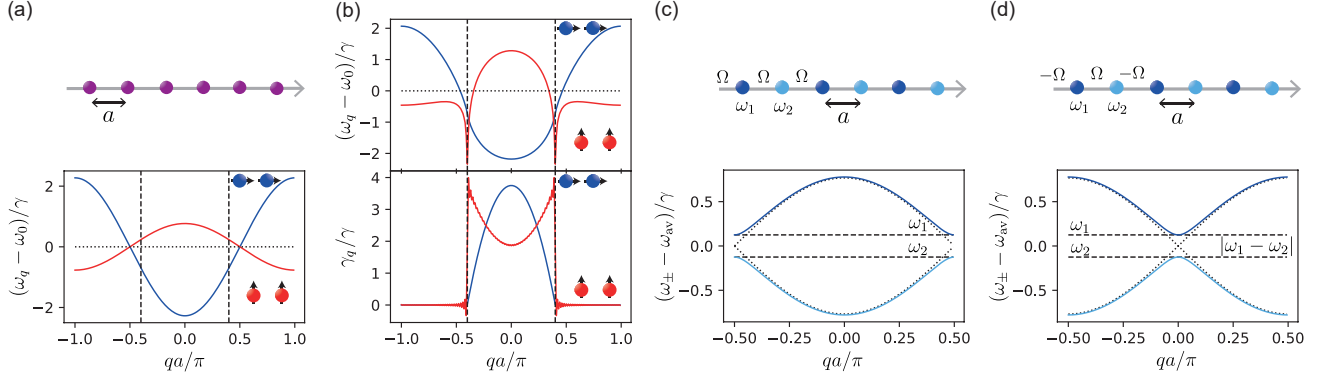 (a)
(b)
(c)
(d)
a
(ω_q − ω_0)/γ
2
0
−2
−1.0
−0.5
0.0
0.5
1.0
qa/π
(ω_q − ω_0)/γ
2
1
0
−1
−2
γ_q/γ
4
3
2
1
0
−1.0
−0.5
0.0
0.5
1.0
qa/π
Ω Ω Ω
ω_1 ω_2
a
(ω_± − ω_av)/γ
0.5
0.0
−0.5
ω_1
ω_2
−0.50
−0.25
0.00
0.25
0.50
qa/π
−Ω Ω −Ω
ω_1 ω_2
a
(ω_± − ω_av)/γ
0.5
0.0
−0.5
ω_1
ω_2
|ω_1 − ω_2|
−0.50
−0.25
0.00
0.25
0.50
qa/π